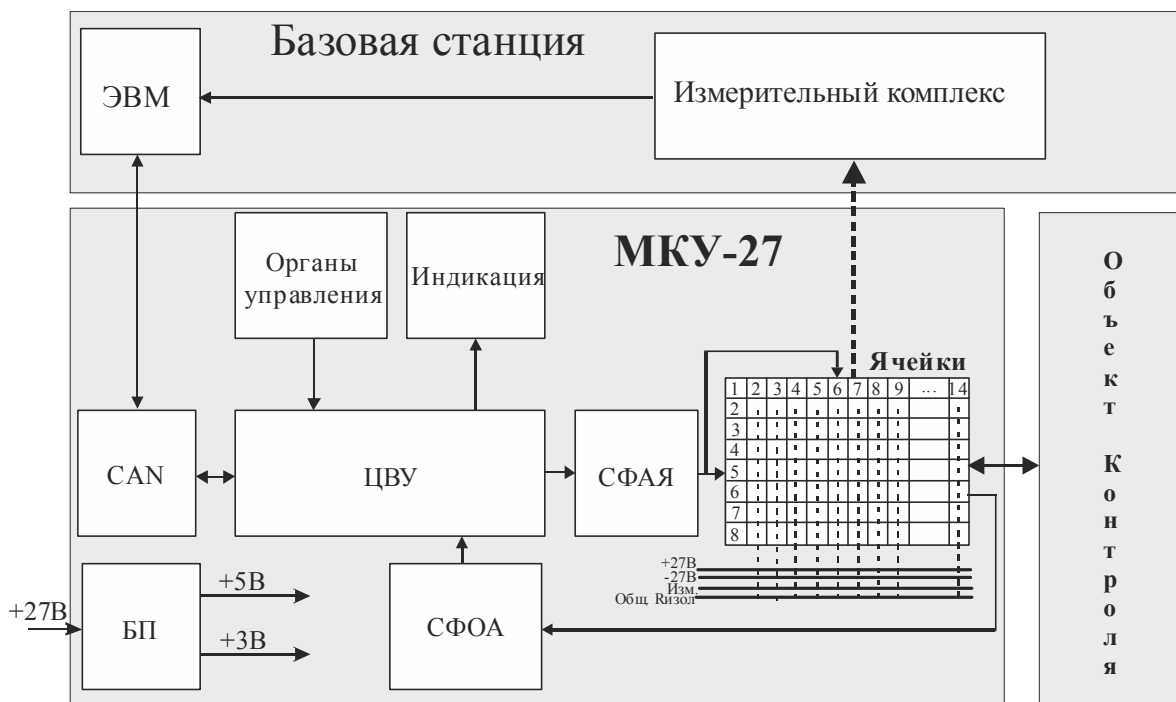 Базовая станция
ЭВМ
Измерительный комплекс
МКУ-27
Органы
управления
Индикация
Ячейки
1 2 3 4 5 6 7 8 9 ... 14
2
3
4
5
6
7
8
CAN
ЦВУ
СФАЯ
+27В
-27В
Изм.
Общ. Rизол
+27В
БП
+5В
+3В
СФОА
Объект Контроля